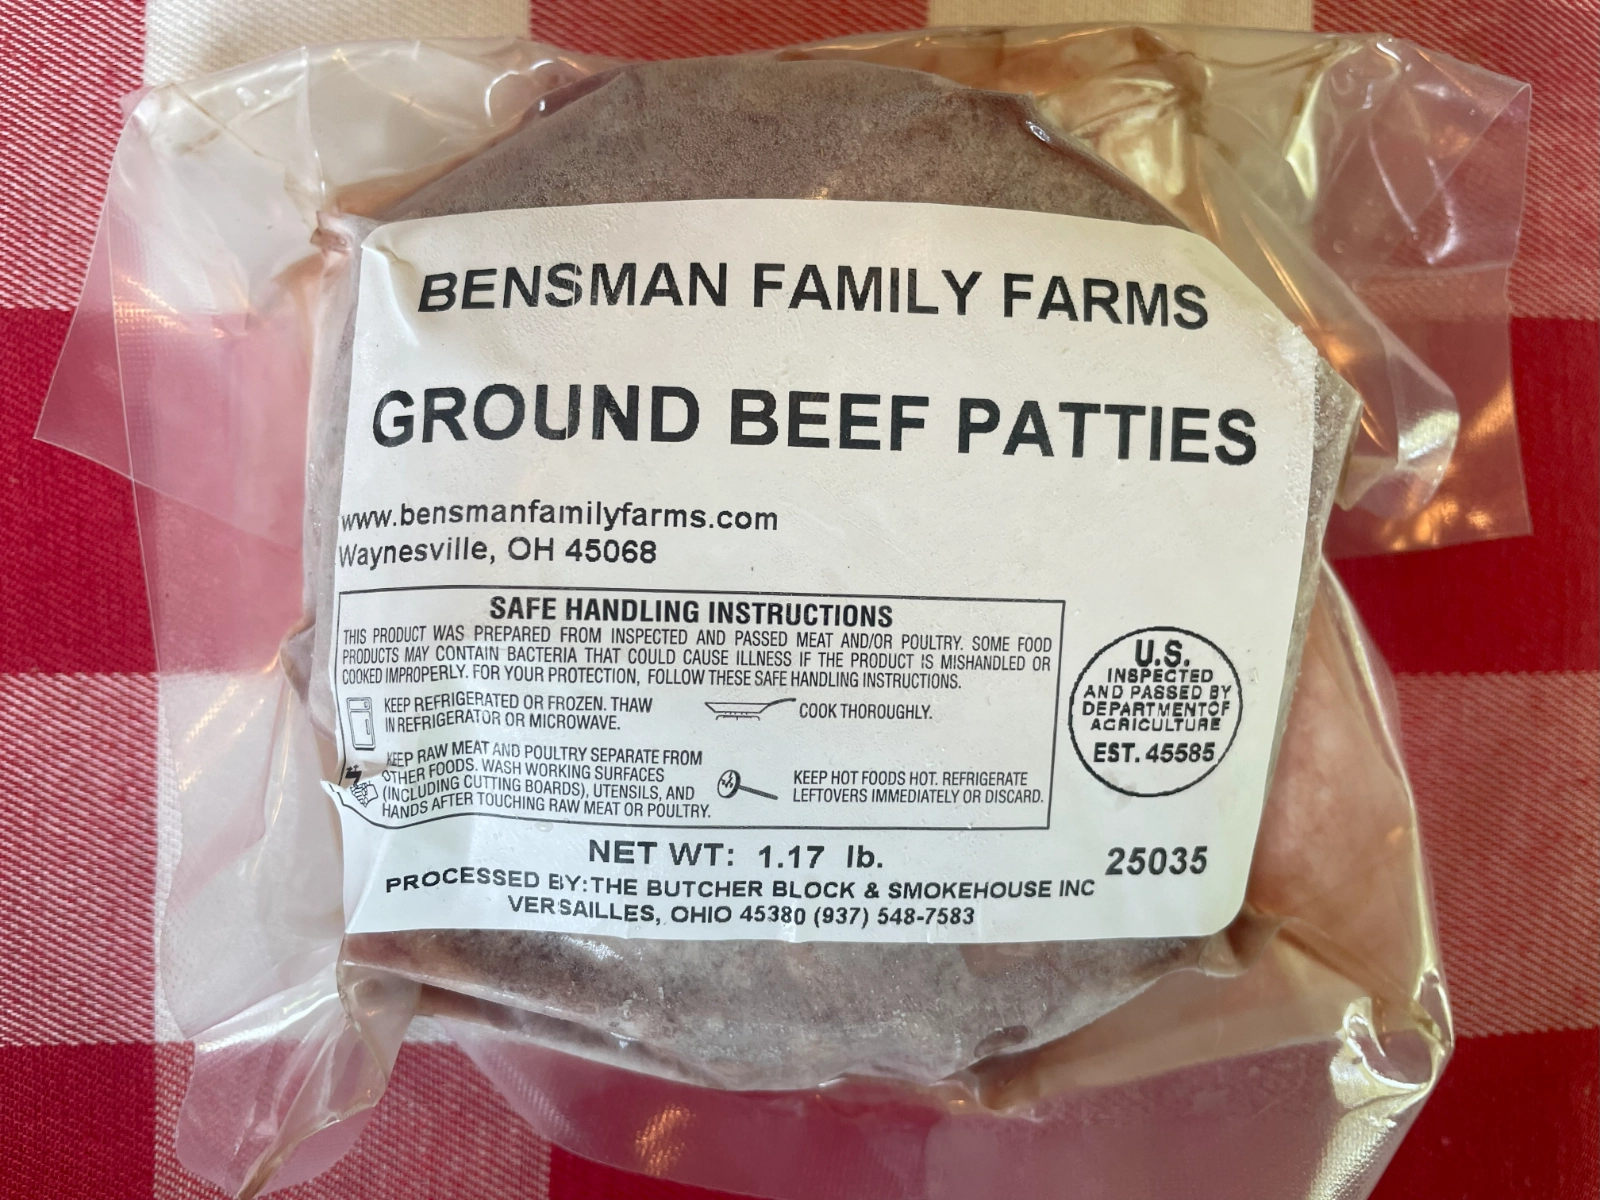 BENSMAN FAMILY FARMS
GROUND BEEF PATTIES
www.bensmanfamilyfarms.com
Waynesville, OH 45068
SAFE HANDLING INSTRUCTIONS
THIS PRODUCT WAS PREPARED FROM INSPECTED AND PASSED MEAT AND/OR POULTRY. SOME FOOD
PRODUCTS MAY CONTAIN BACTERIA THAT COULD CAUSE ILLNESS IF THE PRODUCT IS MISHANDLED OR
COOKED IMPROPERLY. FOR YOUR PROTECTION, FOLLOW THESE SAFE HANDLING INSTRUCTIONS.
KEEP REFRIGERATED OR FROZEN. THAW
IN REFRIGERATOR OR MICROWAVE.
COOK THOROUGHLY.
KEEP RAW MEAT AND POULTRY SEPARATE FROM
OTHER FOODS. WASH WORKING SURFACES
(INCLUDING CUTTING BOARDS), UTENSILS, AND
HANDS AFTER TOUCHING RAW MEAT OR POULTRY.
KEEP HOT FOODS HOT. REFRIGERATE
LEFTOVERS IMMEDIATELY OR DISCARD.
U.S.
INSPECTED
AND PASSED BY
DEPARTMENT OF
AGRICULTURE
EST. 45585
NET WT: 1.17 lb.
25035
PROCESSED BY: THE BUTCHER BLOCK & SMOKEHOUSE INC
VERSAILLES, OHIO 45380 (937) 548-7583